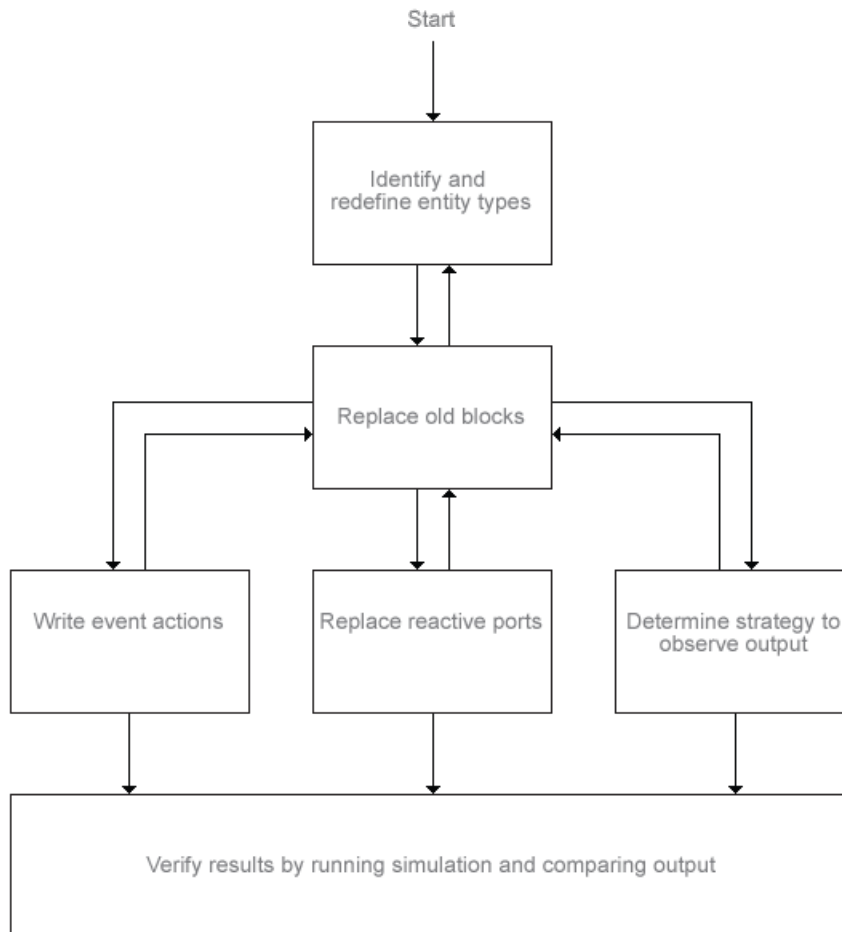 Start
Identify and
redefine entity types
Replace old blocks
Write event actions
Replace reactive ports
Determine strategy to
observe output
Verify results by running simulation and comparing output